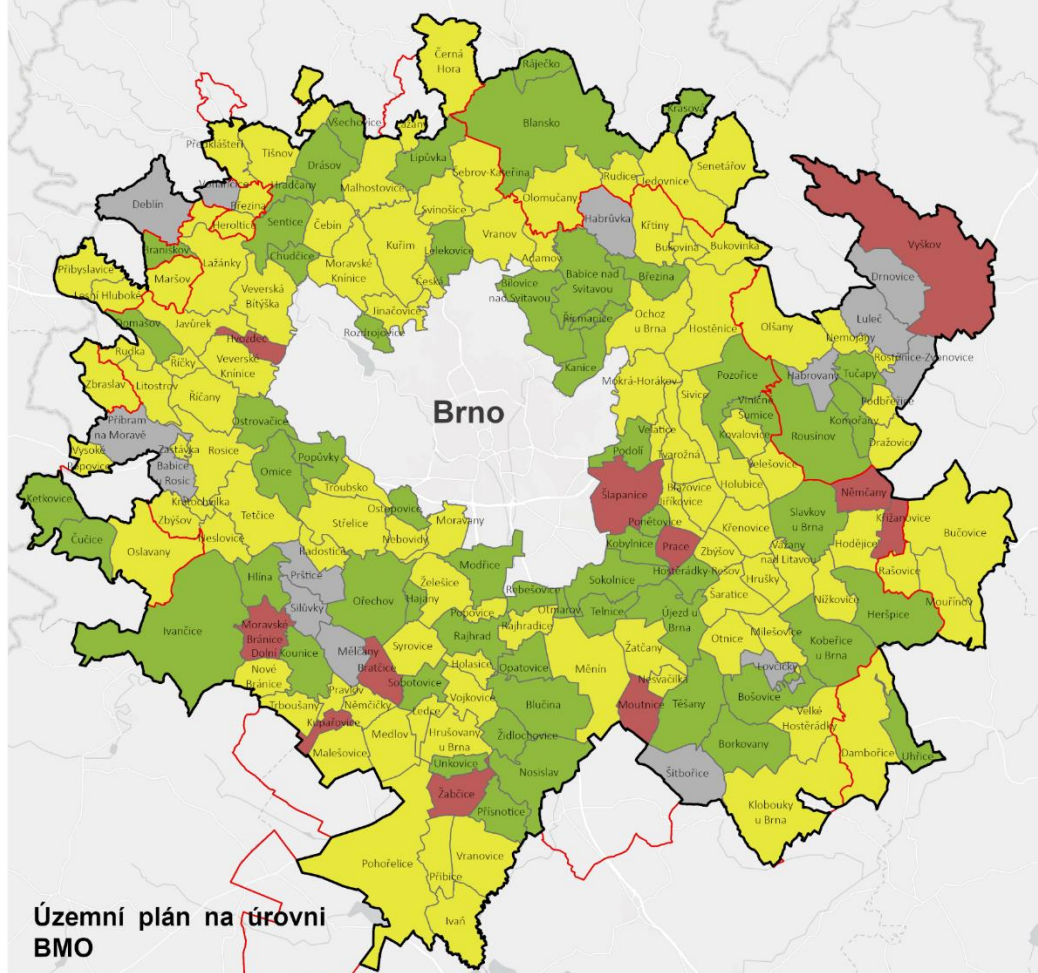 Černá
Hora
Ráječko
Blansko
Krasová
Všechovice
Lažany
Předklášteří
Tišnov
Drásov
Lipůvka
Šebrov-Kateřina
Senetářov
Rudice
Jedovnice
Olomučany
Hradčany
Malhostovice
Deblín
Vohančice
Březina
Heroltice
Svinošice
Habrůvka
Sentice
Čebín
Křtiny
Vyškov
Kuřim
Vranov
Bukovina
Bukovinka
Braníškov
Lažánky
Chudčice
Moravské
Knínice
Lelekovice
Adamov
Česká
Babice nad
Svitavou
Březina
Přibyslavice
Maršov
Veverská
Bítýška
Bílovice
nad Svitavou
Drnovice
Lesní Hluboké
Jinačovice
Řícmanice
Ochoz
u Brna
Hostěnice
Olšany
Luleč
Domašov
Javůrek
Hvozdec
Rozdrojovice
Nemojany
Rudka
Říčky
Veverské
Knínice
Kanice
Rostěnice-Zvonovice
Habrovany
Tučapy
Zbraslav
Litostrov
Říčany
Mokrá-Horákov
Pozořice
Sivice
Podbřežice
Viničné
Šumice
Komořany
Příbram
na Moravě
Ostrovačice
Brno
Kovalovice
Rousínov
Dražovice
Velatice
Vysoké
Popovice
Zastávka
Rosice
Popůvky
Podolí
Tvarožná
Velešovice
Babice
u Rosic
Omice
Troubsko
Šlapanice
Blažovice
Holubice
Jiříkovice
Němčany
Ketkovice
Kratochvilka
Zbýšov
Tetčice
Ostopovice
Moravany
Ponětovice
Křenovice
Slavkov
u Brna
Křižanovice
Čučice
Střelice
Nebovidy
Bučovice
Oslavany
Neslovice
Radostice
Kobylnice
Prace
Zbýšov
Vážany
nad Litavou
Hodějice
Rašovice
Modřice
Hostěrádky-Rešov
Hlína
Prštice
Želešice
Sokolnice
Hrušky
Rebešovice
Šaratice
Nížkovice
Mouřínov
Silůvky
Ořechov
Hajany
Otmarov
Telnice
Újezd u
Brna
Heršpice
Ivančice
Popovice
Rajhradice
Moravské
Bránice
Rajhrad
Milešovice
Kobeřice
u Brna
Dolní Kounice
Mělčany
Syrovice
Žatčany
Otnice
Bratčice
Holasice
Opatovice
Měnín
Lovčičky
Nové
Bránice
Sobotovice
Nesvačilka
Pravlov
Němčičky
Vojkovice
Bošovice
Trboušany
Ledce
Blučina
Moutnice
Těšany
Velké
Hostěrádky
Kupařovice
Hrušovany
u Brna
Židlochovice
Borkovany
Dambořice
Malešovice
Medlov
Uhřice
Unkovice
Nosislav
Šitbořice
Žabčice
Přísnotice
Klobouky
u Brna
Pohořelice
Vranovice
Přibice
Ivaň
Územní plán na úrovni
BMO